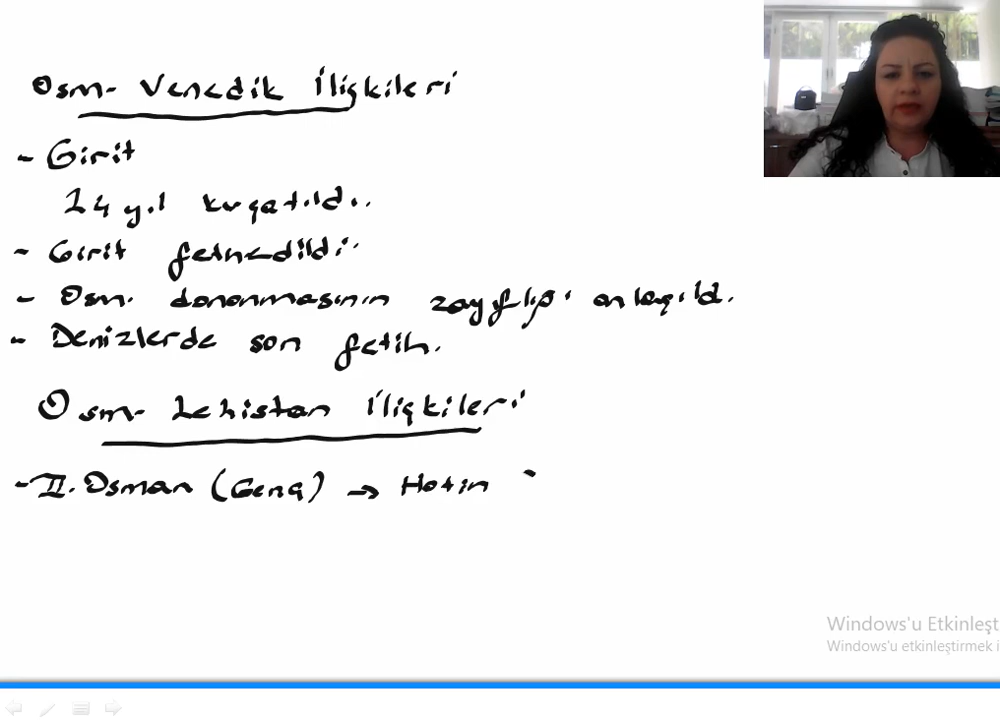 Osm- Venedik İlişkileri
- Girit
24 yıl kuşatıldı.
- Girit fethedildi.
- Osm. donanmasının zayıflığı anlaşıldı.
- Denizlerde son fetih.
Osm- Lehistan İlişkileri
- II. Osman (Genç) → Hotin
Windows'u Etkinleşt
Windows'u etkinleştirmek i